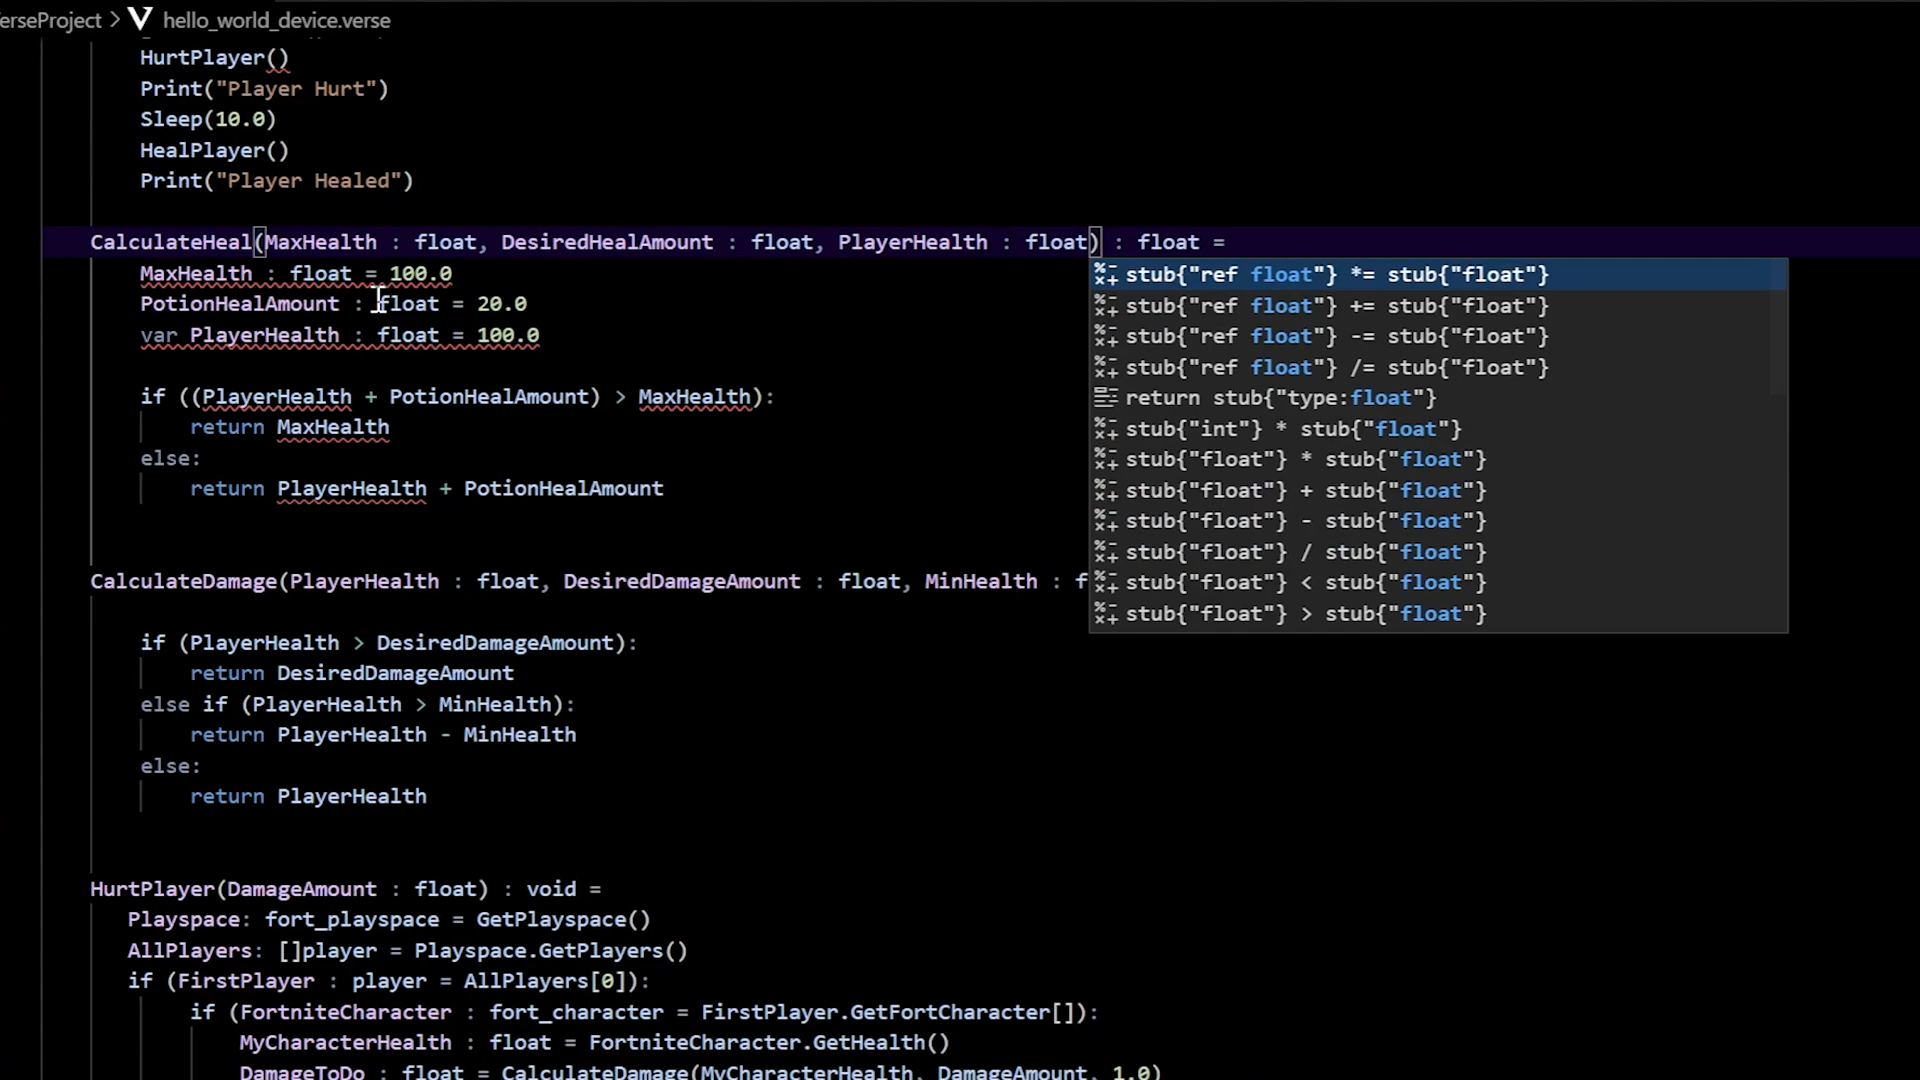 erseProject > hello_world_device.verse
HurtPlayer()
Print("Player Hurt")
Sleep(10.0)
HealPlayer()
Print("Player Healed")
CalculateHeal(MaxHealth : float, DesiredHealAmount : float, PlayerHealth : float) : float =
MaxHealth : float = 100.0
PotionHealAmount : float = 20.0
var PlayerHealth : float = 100.0
if ((PlayerHealth + PotionHealAmount) > MaxHealth):
return MaxHealth
else:
return PlayerHealth + PotionHealAmount
stub{"ref float"} *= stub{"float"}
stub{"ref float"} += stub{"float"}
stub{"ref float"} -= stub{"float"}
stub{"ref float"} /= stub{"float"}
return stub{"type:float"}
stub{"int"} * stub{"float"}
stub{"float"} * stub{"float"}
stub{"float"} + stub{"float"}
stub{"float"} - stub{"float"}
stub{"float"} / stub{"float"}
stub{"float"} < stub{"float"}
stub{"float"} > stub{"float"}
CalculateDamage(PlayerHealth : float, DesiredDamageAmount : float, MinHealth : f
if (PlayerHealth > DesiredDamageAmount):
return DesiredDamageAmount
else if (PlayerHealth > MinHealth):
return PlayerHealth - MinHealth
else:
return PlayerHealth
HurtPlayer(DamageAmount : float) : void =
Playspace: fort_playspace = GetPlayspace()
AllPlayers: []player = Playspace.GetPlayers()
if (FirstPlayer : player = AllPlayers[0]):
if (FortniteCharacter : fort_character = FirstPlayer.GetFortCharacter[]):
MyCharacterHealth : float = FortniteCharacter.GetHealth()
DamageToDo : float = CalculateDamage(MyCharacterHealth, DamageAmount, 1.0)